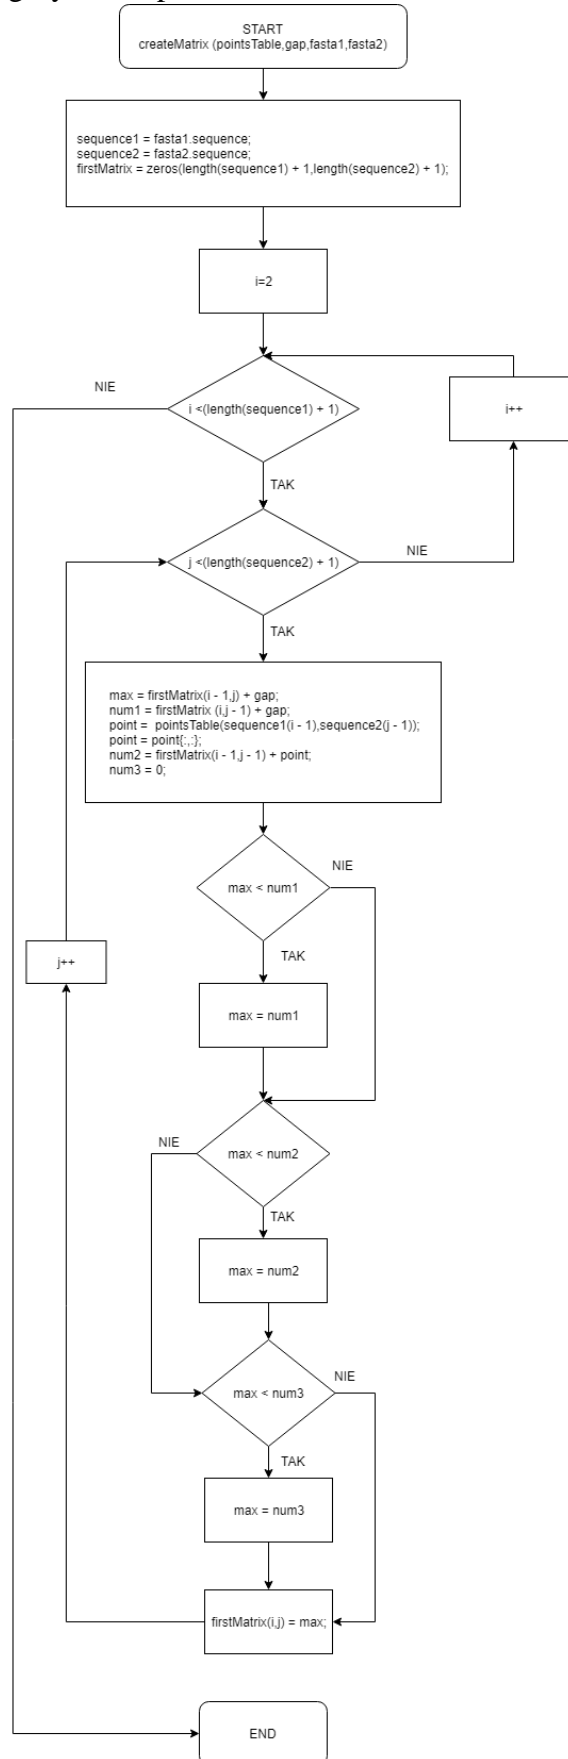 START
createMatrix (pointsTable,gap,fasta1,fasta2)
sequence1 = fasta1.sequence;
sequence2 = fasta2.sequence;
firstMatrix = zeros(length(sequence1) + 1,length(sequence2) + 1);
i=2
NIE
i <(length(sequence1) + 1)
i++
TAK
j <(length(sequence2) + 1)
NIE
TAK
max = firstMatrix(i - 1,j) + gap;
num1 = firstMatrix (i,j - 1) + gap;
point = pointsTable(sequence1(i - 1),sequence2(j - 1));
point = point{:,:};
num2 = firstMatrix(i - 1,j - 1) + point;
num3 = 0;
NIE
max < num1
j++
TAK
max = num1
NIE
max < num2
TAK
max = num2
NIE
max < num3
TAK
max = num3
firstMatrix(i,j) = max;
END